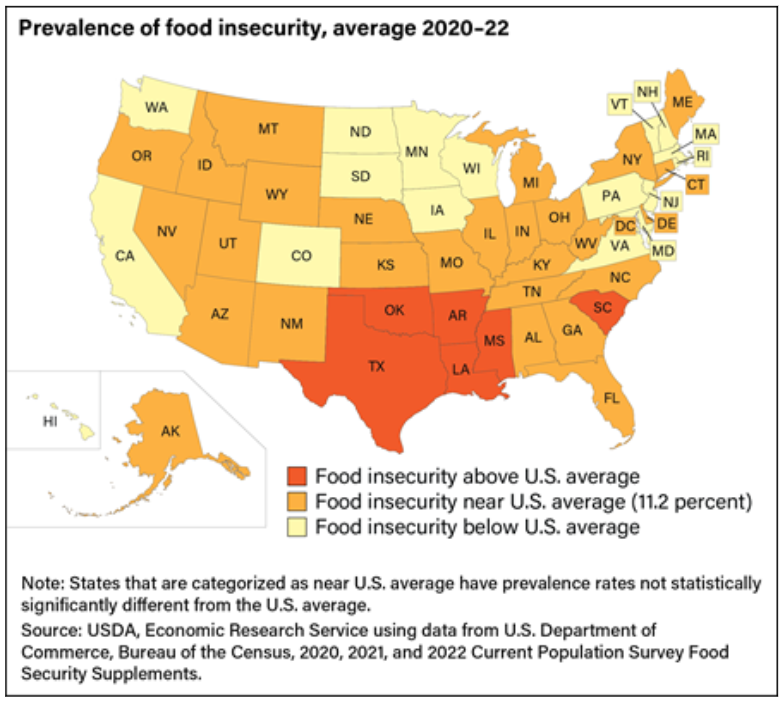 Prevalence of food insecurity, average 2020–22
WA
MT
ND
MN
VT
NH
ME
OR
ID
SD
WI
MI
NY
MA
RI
CT
WY
IA
PA
NJ
NV
UT
CO
NE
IL
IN
OH
WV
DC
DE
VA
MD
CA
KS
MO
KY
NC
AZ
NM
OK
AR
TN
SC
TX
LA
MS
AL
GA
FL
HI
AK
Food insecurity above U.S. average
Food insecurity near U.S. average (11.2 percent)
Food insecurity below U.S. average
Note: States that are categorized as near U.S. average have prevalence rates not statistically
significantly different from the U.S. average.
Source: USDA, Economic Research Service using data from U.S. Department of
Commerce, Bureau of the Census, 2020, 2021, and 2022 Current Population Survey Food
Security Supplements.